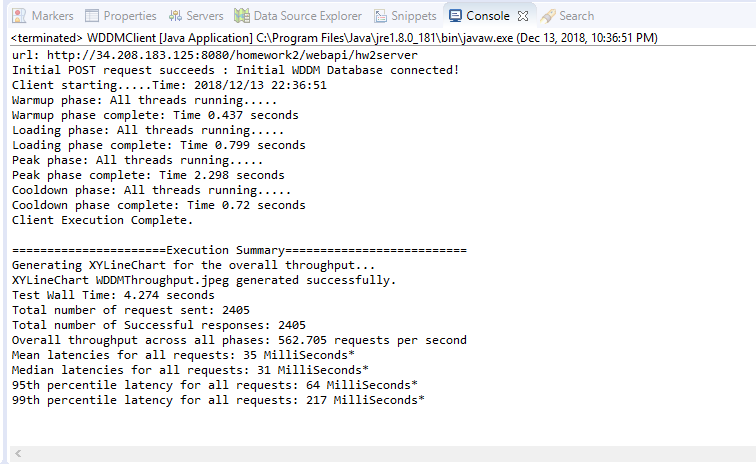 Markers Properties Servers Data Source Explorer Snippets Console Search
<terminated> WDDMClient [Java Application] C:\Program Files\Java\jre1.8.0_181\bin\javaw.exe (Dec 13, 2018, 10:36:51 PM)
url: http://34.208.183.125:8080/homework2/webapi/hw2server
Initial POST request succeeds : Initial WDDM Database connected!
Client starting.....Time: 2018/12/13 22:36:51
Warmup phase: All threads running.....
Warmup phase complete: Time 0.437 seconds
Loading phase: All threads running.....
Loading phase complete: Time 0.799 seconds
Peak phase: All threads running.....
Peak phase complete: Time 2.298 seconds
Cooldown phase: All threads running.....
Cooldown phase complete: Time 0.72 seconds
Client Execution Complete.
======================Execution Summary==========================
Generating XYLineChart for the overall throughput...
XYLineChart WDDMThroughput.jpeg generated successfully.
Test Wall Time: 4.274 seconds
Total number of request sent: 2405
Total number of Successful responses: 2405
Overall throughput across all phases: 562.705 requests per second
Mean latencies for all requests: 35 MilliSeconds*
Median latencies for all requests: 31 MilliSeconds*
95th percentile latency for all requests: 64 MilliSeconds*
99th percentile latency for all requests: 217 MilliSeconds*